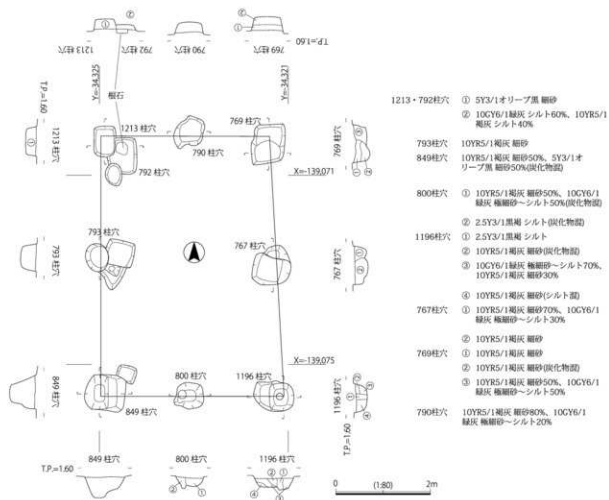 ② ① ② ①
T.P.=1.60
1213 柱穴 792 柱穴 790 柱穴 769 柱穴
Y=-34,325 Y=-34,321
T.P.=1.60
根石
1213 柱穴 769 柱穴
790 柱穴
792 柱穴
1213 柱穴 769 柱穴
X=-139,071
793 柱穴 767 柱穴
793 柱穴 767 柱穴
X=-139,075
800 柱穴 1196 柱穴
849 柱穴
849 柱穴 1196 柱穴
T.P.=1.60
T.P.=1.60 849 柱穴 800 柱穴 1196 柱穴
0 (1:80) 2m
1213・792柱穴 ① 5Y3/1オリーブ黒 細砂
② 10GY6/1緑灰 シルト60%、10YR5/1
褐灰 シルト40%
793柱穴 10YR5/1褐灰 細砂
849柱穴 10YR5/1褐灰 細砂50%、5Y3/1オ
リーブ黒 細砂50%(炭化物混)
800柱穴 ① 10YR5/1褐灰 細砂50%、10GY6/1
緑灰 極細砂～シルト50%(炭化物混)
② 2.5Y3/1黒褐 シルト(炭化物混)
1196柱穴 ① 2.5Y3/1黒褐 シルト
② 10YR5/1褐灰 細砂(炭化物混)
③ 10GY6/1緑灰 極細砂～シルト70%、
10YR5/1褐灰 細砂30%
④ 10YR5/1褐灰 細砂(シルト混)
767柱穴 ① 10YR5/1褐灰 細砂70%、10GY6/1
緑灰 極細砂～シルト30%
② 10YR5/1褐灰 細砂
769柱穴 ① 10YR5/1褐灰 細砂
② 10YR5/1褐灰 細砂(炭化物混)
③ 10YR5/1褐灰 細砂50%、10GY6/1
緑灰 極細砂～シルト50%
790柱穴 10YR5/1褐灰 細砂80%、10GY6/1
緑灰 極細砂～シルト20%